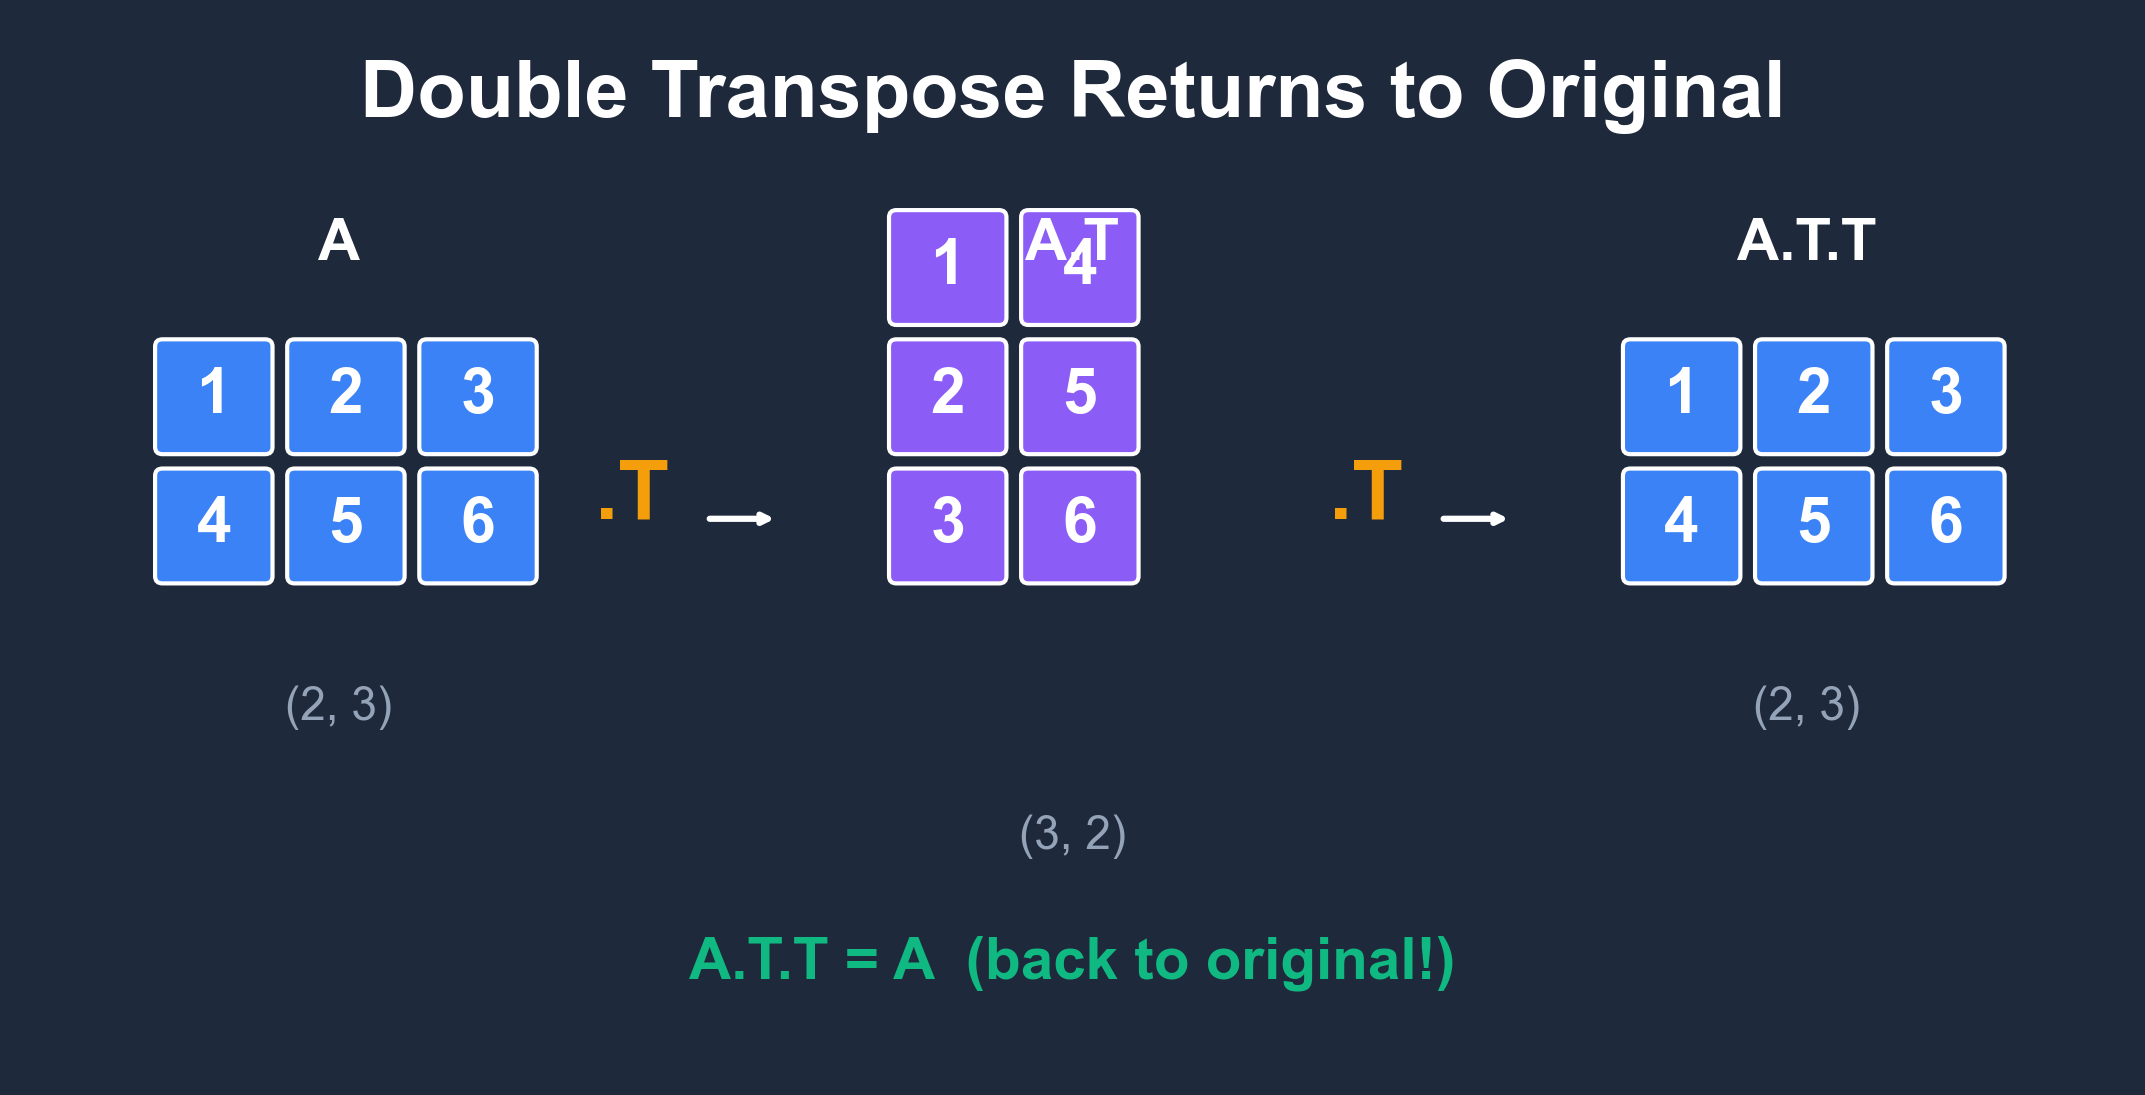 Double Transpose Returns to Original
A
A.T
A.T.T
1 4
1 2 3
2 5
1 2 3
4 5 6
.T
3 6
.T
4 5 6
(2, 3)
(2, 3)
(3, 2)
A.T.T = A (back to original!)